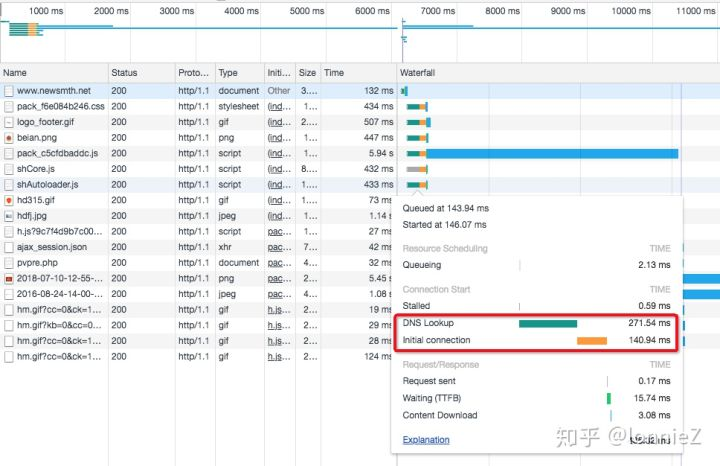 1000 ms 2000 ms 3000 ms 4000 ms 5000 ms 6000 ms 7000 ms 8000 ms 9000 ms 10000 ms 11000 ms
Name Status Proto... Type Initi... Size Time Waterfall
www.newsmth.net 200 http/1.1 document Other 3.... 132 ms
pack_f6e084b246.css 200 http/1.1 stylesheet (ind... 1.... 434 ms
logo_footer.gif 200 http/1.1 gif (ind... 2.... 507 ms
beian.png 200 http/1.1 png (ind... 1.... 447 ms
pack_c5cfdbaddc.js 200 http/1.1 script (ind... 1.... 5.94 s
shCore.js 200 http/1.1 script (ind... 8.... 432 ms
shAutoloader.js 200 http/1.1 script (ind... 1.... 433 ms
hd315.gif 200 http/1.1 gif (ind... 2.... 73 ms
hdfj.jpg 200 http/1.1 jpeg (ind... 1.... 1.14 s
h.js?9c7f4d9b7c00... 200 http/1.1 script pac... 1.... 27 ms
ajax_session.json 200 http/1.1 xhr pac... 4.... 42 ms
pvpre.php 200 http/1.1 document pac... 3.... 32 ms
2018-07-10-12-55-... 200 http/1.1 png pac... 2.... 5.45 s
2016-08-24-14-00-... 200 http/1.1 jpeg pac... 4.... 1.08 s
hm.gif?cc=0&ck=1... 200 http/1.1 gif h.js... 2.... 19 ms
hm.gif?kb=0&cc=0... 200 http/1.1 gif h.js... 2.... 29 ms
hm.gif?cc=0&ck=1... 200 http/1.1 gif h.js... 2.... 28 ms
hm.gif?cc=0&ck=1... 200 http/1.1 gif h.js... 2.... 124 ms
Queued at 143.94 ms
Started at 146.07 ms
Resource Scheduling TIME
Queueing 2.13 ms
Connection Start TIME
Stalled 0.59 ms
DNS Lookup 271.54 ms
Initial connection 140.94 ms
Request/Response TIME
Request sent 0.17 ms
Waiting (TTFB) 15.74 ms
Content Download 3.08 ms
Explanation
知乎 @lonnieZ